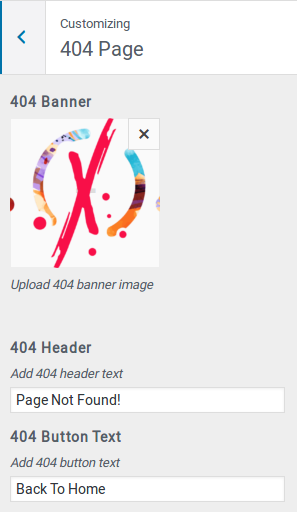 Customizing
404 Page
404 Banner
Upload 404 banner image
404 Header
Add 404 header text
Page Not Found!
404 Button Text
Add 404 button text
Back To Home